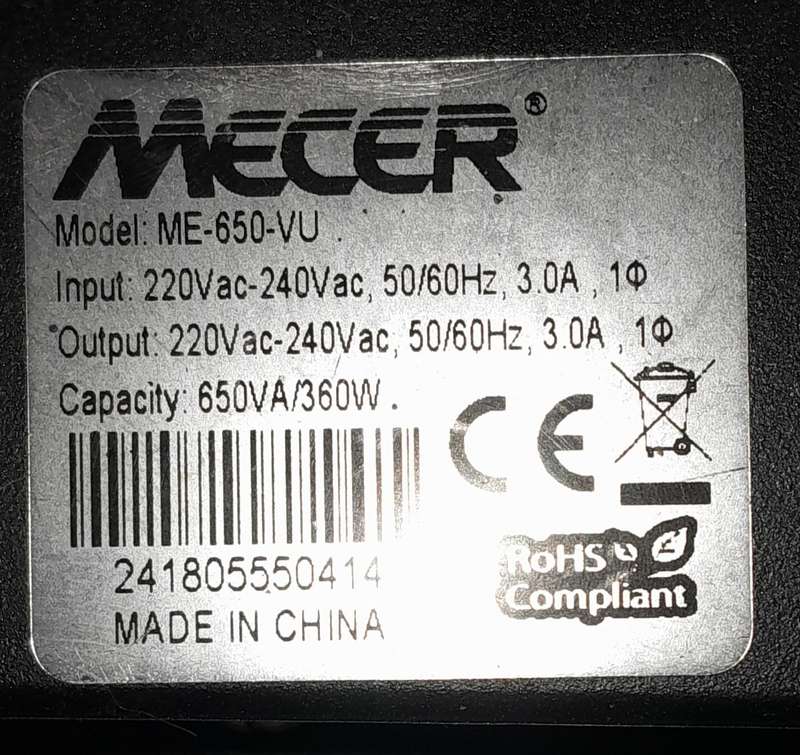 MECER®
Model: ME-650-VU .
Input: 220Vac-240Vac, 50/60Hz, 3.0A , 1Φ
Output: 220Vac-240Vac, 50/60Hz, 3.0A , 1Φ
Capacity: 650VA/360W .
CE
241805550414
MADE IN CHINA
RoHS
Compliant